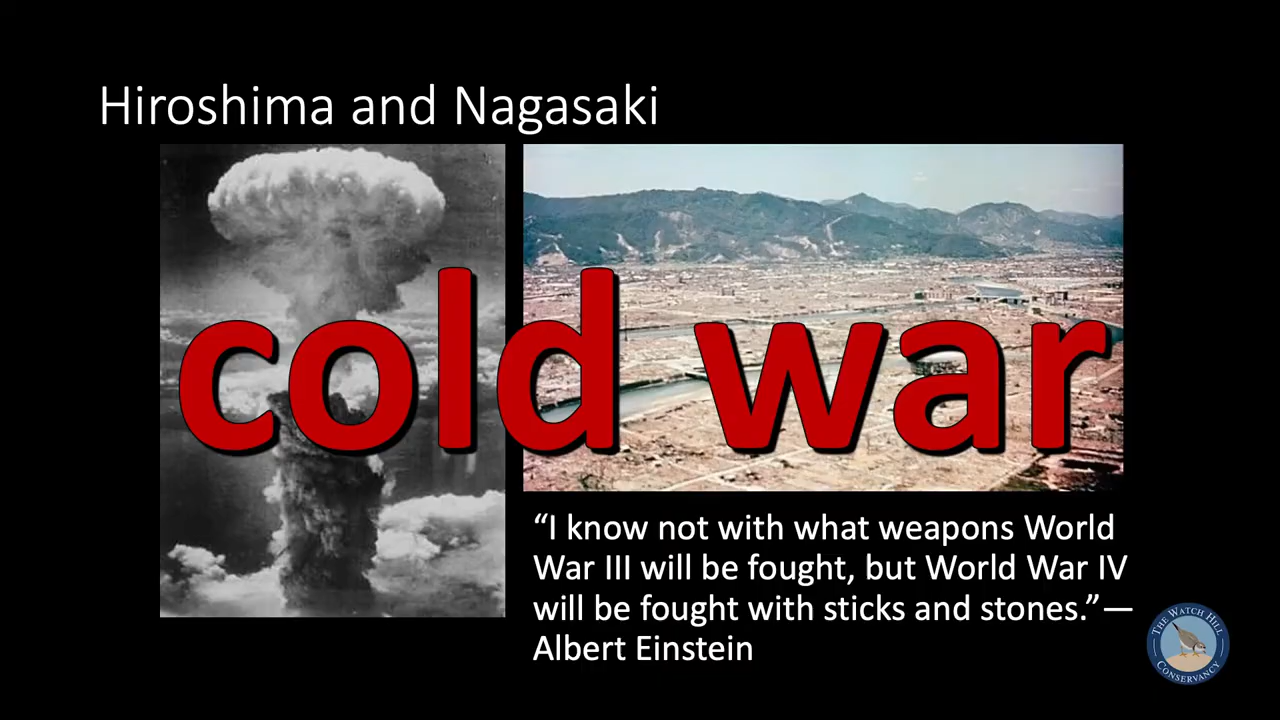 Hiroshima and Nagasaki
cold war
“I know not with what weapons World
War III will be fought, but World War IV
will be fought with sticks and stones.”—
Albert Einstein
THE WATCH HILL
CONSERVANCY